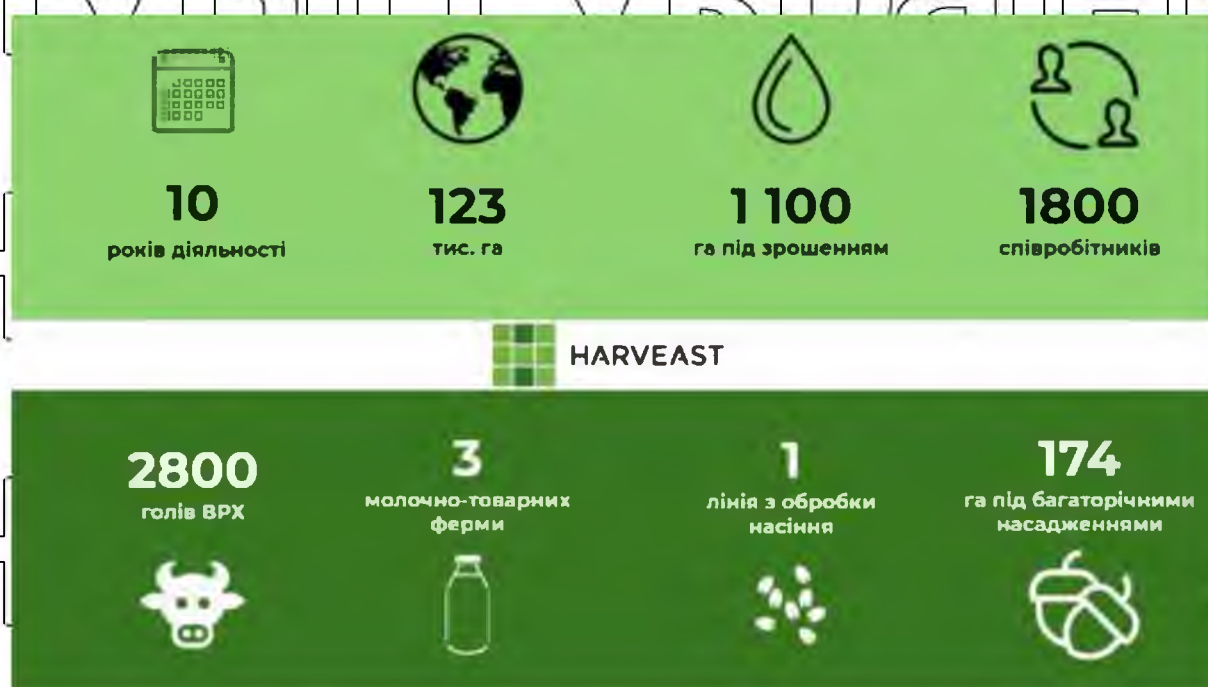 10
років діяльності
123
тис. га
1 100
га під зрошенням
1800
співробітників
HARVEAST
2800
голів ВРХ
3
молочно-товарних
ферми
1
лінія з обробки
насіння
174
га під багаторічними
насадженнями